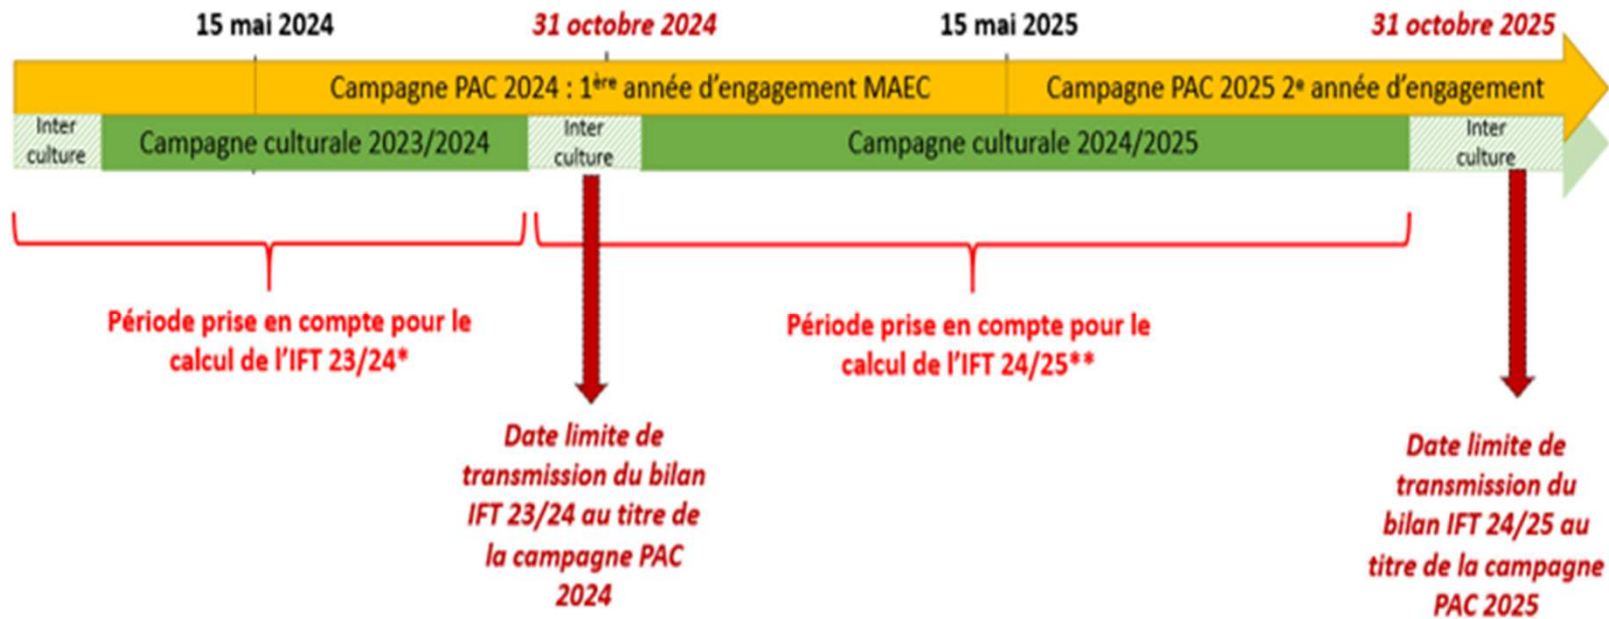 15 mai 2024
31 octobre 2024
15 mai 2025
31 octobre 2025
Campagne PAC 2024 : 1ère année d’engagement MAEC
Campagne PAC 2025 2e année d’engagement
Inter
culture
Campagne culturale 2023/2024
Inter
culture
Campagne culturale 2024/2025
Inter
culture
Période prise en compte pour le
calcul de l’IFT 23/24*
Période prise en compte pour le
calcul de l’IFT 24/25**
Date limite de
transmission du bilan
IFT 23/24 au titre de
la campagne PAC
2024
Date limite de
transmission du
bilan IFT 24/25 au
titre de la campagne
PAC 2025